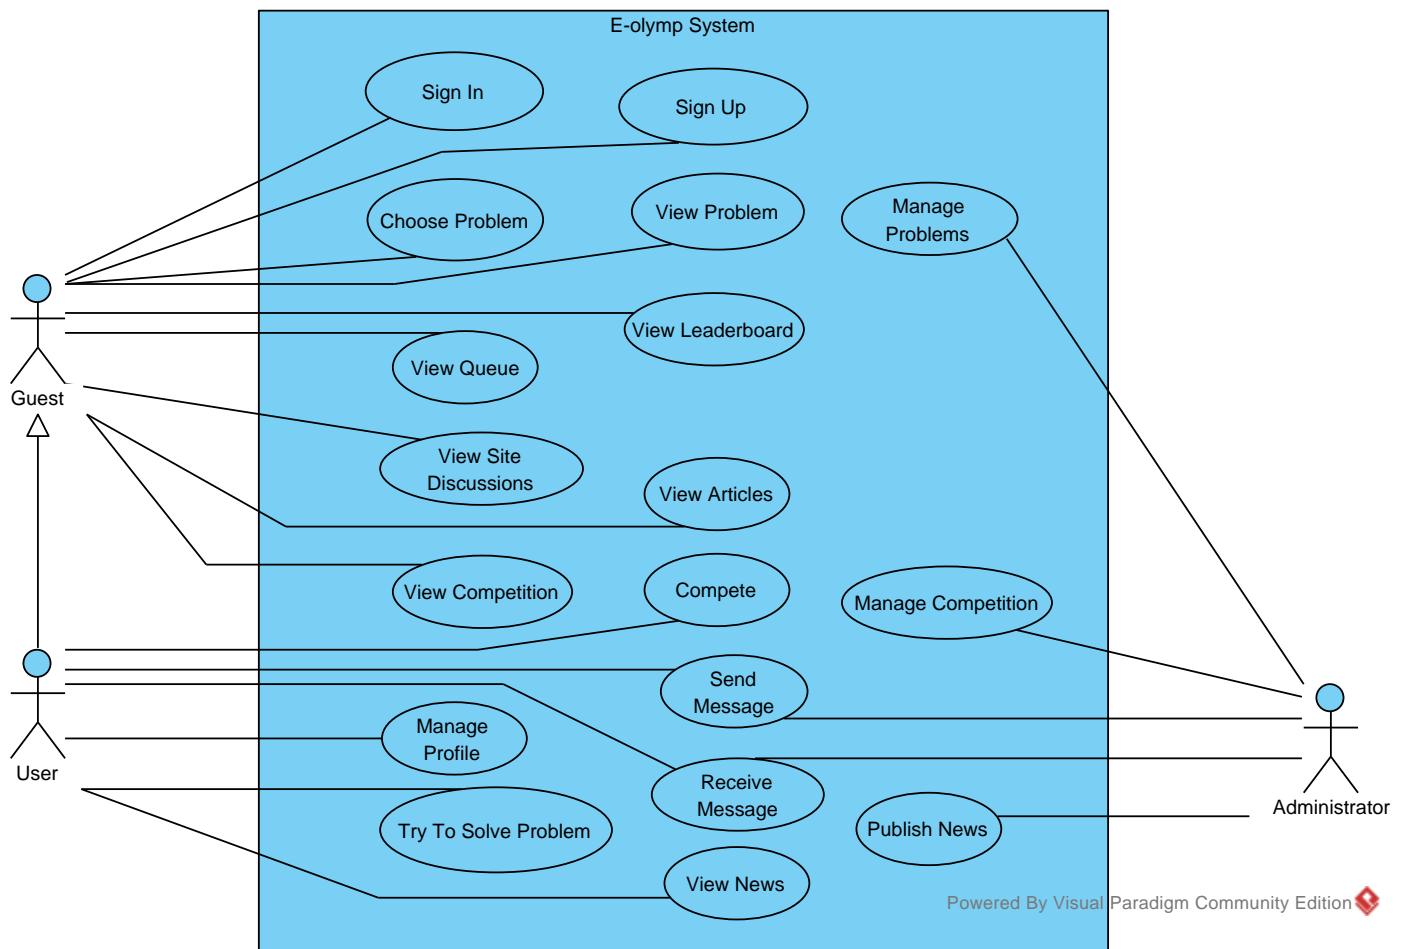 E-olymp System
Sign In
Sign Up
Choose Problem
View Problem
Manage
Problems
View Leaderboard
View Queue
Guest
View Site
Discussions
View Articles
View Competition
Compete
Manage Competition
Send
Message
Manage
Profile
User
Receive
Message
Administrator
Try To Solve Problem
Publish News
View News
Powered By Visual Paradigm Community Edition